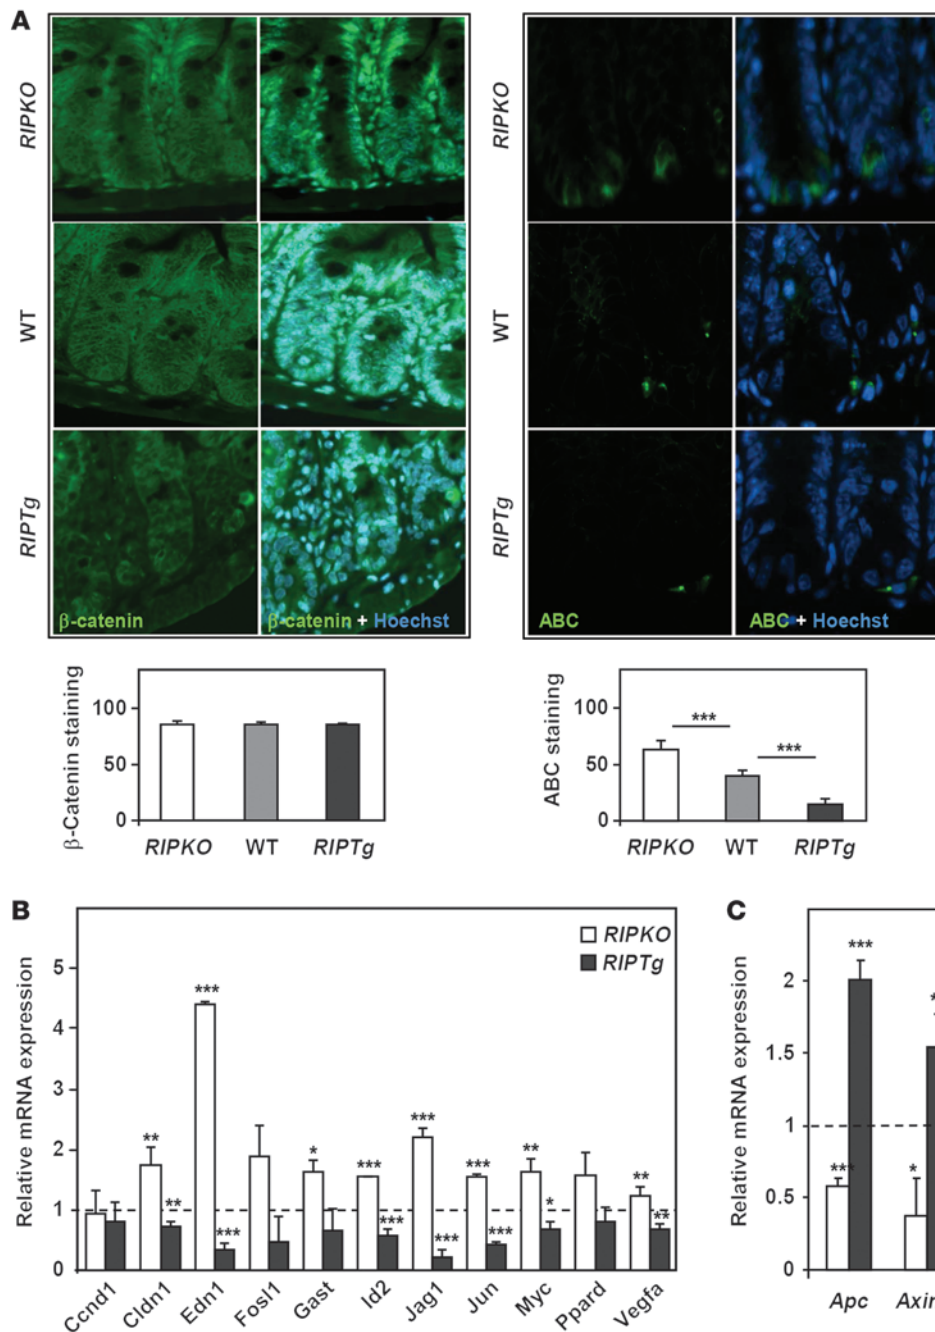 A
RIPKO
WT
RIPTg
β-catenin
β-catenin + Hoechst
RIPKO
WT
RIPTg
ABC
ABC + Hoechst
β-Catenin staining
100
50
0
RIPKO WT RIPTg
ABC staining
100
50
0
***
***
RIPKO WT RIPTg
B
Relative mRNA expression
5
4
3
2
1
0
RIPKO
RIPTg
**
**
***
***
*
***
***
***
***
***
***
*
**
**
**
Ccnd1 Cldn1 Edn1 Fosl1 Gast Id2 Jag1 Jun Myc Ppard Vegfa
C
Relative mRNA expression
2
1.5
1
0.5
0
***
***
*
Apc